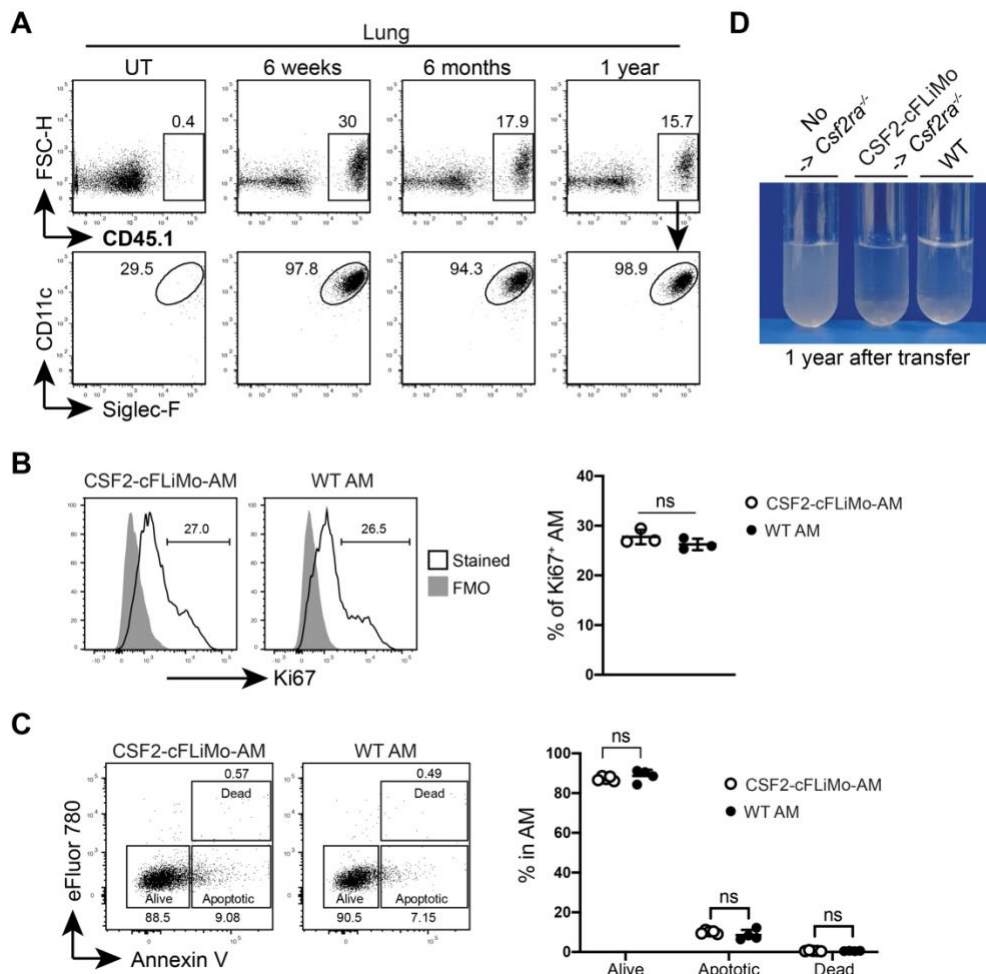 A
Lung
UT 6 weeks 6 months 1 year
0.4 30 17.9 15.7
FSC-H
CD45.1
29.5 97.8 94.3 98.9
CD11c
Siglec-F
D
No -> Csf2ra-/-
CSF2-cFLiMo -> Csf2ra-/-
WT
1 year after transfer
B
CSF2-cFLiMo-AM WT AM
27.0 26.5
Stained
FMO
Ki67
% of Ki67+ AM
40
30
20
10
0
ns
CSF2-cFLiMo-AM
WT AM
C
CSF2-cFLiMo-AM WT AM
0.57 0.49
Dead Dead
eFluor 780
Alive Apoptotic Alive Apoptotic
88.5 9.08 90.5 7.15
Annexin V
% in AM
100
80
60
40
20
0
ns
ns
ns
CSF2-cFLiMo-AM
WT AM
Alive Apoptotic Dead